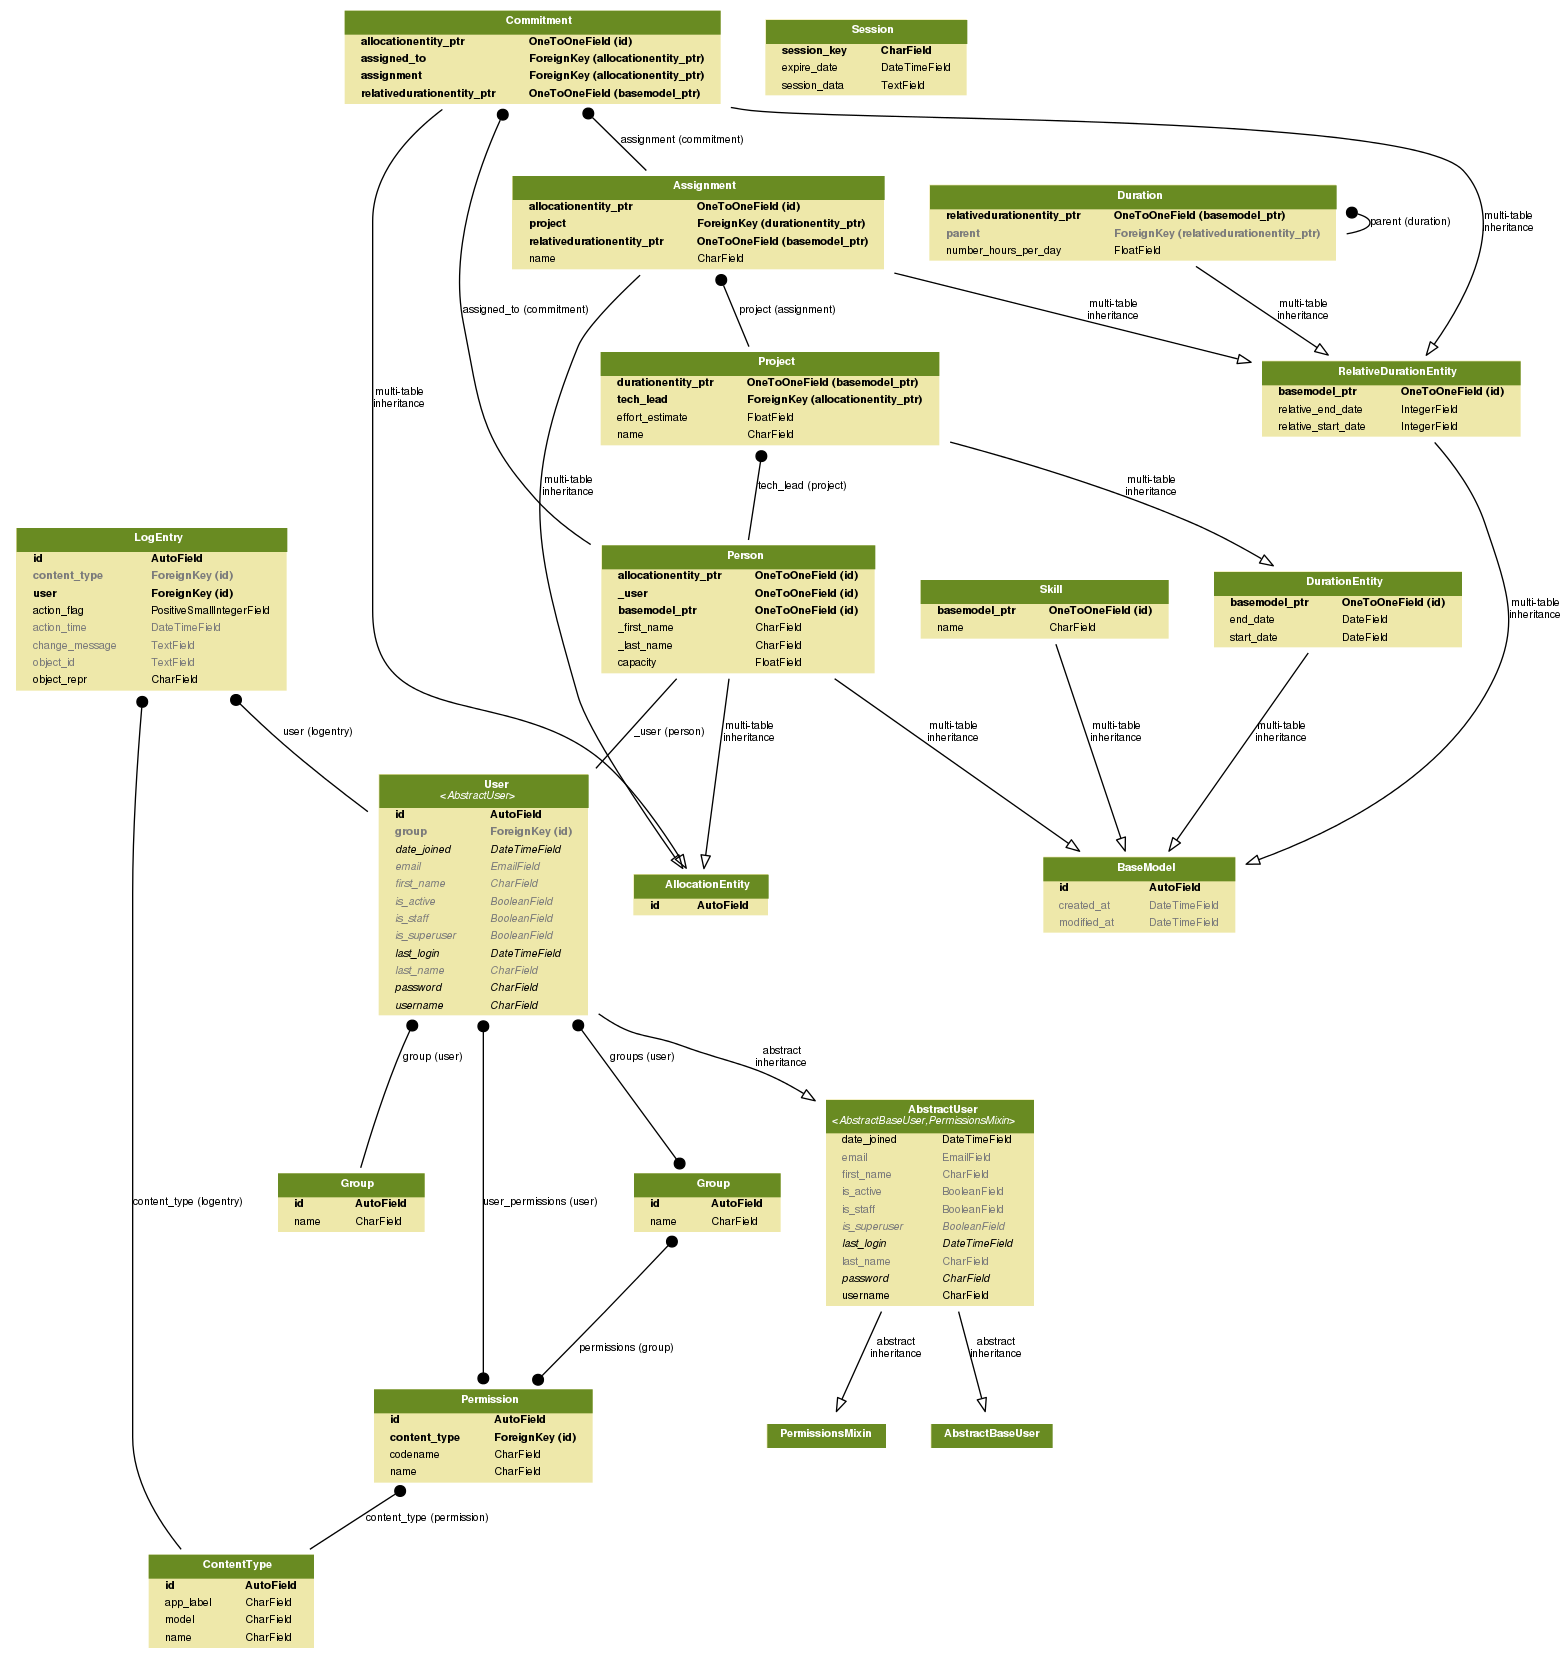 Commitment
allocationentity_ptr OneToOneField (id)
assigned_to ForeignKey (allocationentity_ptr)
assignment ForeignKey (allocationentity_ptr)
relativedurationentity_ptr OneToOneField (basemodel_ptr)
Session
session_key CharField
expire_date DateTimeField
session_data TextField
assignment (commitment)
Assignment
allocationentity_ptr OneToOneField (id)
project ForeignKey (durationentity_ptr)
relativedurationentity_ptr OneToOneField (basemodel_ptr)
name CharField
Duration
relativedurationentity_ptr OneToOneField (basemodel_ptr)
parent ForeignKey (relativedurationentity_ptr)
number_hours_per_day FloatField
parent (duration)
multi-table
inheritance
assigned_to (commitment)
project (assignment)
multi-table
inheritance
multi-table
inheritance
Project
durationentity_ptr OneToOneField (basemodel_ptr)
tech_lead ForeignKey (allocationentity_ptr)
effort_estimate FloatField
name CharField
RelativeDurationEntity
basemodel_ptr OneToOneField (id)
relative_end_date IntegerField
relative_start_date IntegerField
multi-table
inheritance
multi-table
inheritance
tech_lead (project)
multi-table
inheritance
LogEntry
id AutoField
content_type ForeignKey (id)
user ForeignKey (id)
action_flag PositiveSmallIntegerField
action_time DateTimeField
change_message TextField
object_id TextField
object_repr CharField
Person
allocationentity_ptr OneToOneField (id)
_user OneToOneField (id)
basemodel_ptr OneToOneField (id)
_first_name CharField
_last_name CharField
capacity FloatField
Skill
basemodel_ptr OneToOneField (id)
name CharField
DurationEntity
basemodel_ptr OneToOneField (id)
end_date DateField
start_date DateField
multi-table
inheritance
user (logentry)
_user (person)
multi-table
inheritance
multi-table
inheritance
multi-table
inheritance
multi-table
inheritance
User
<AbstractUser>
id AutoField
group ForeignKey (id)
date_joined DateTimeField
email EmailField
first_name CharField
is_active BooleanField
is_staff BooleanField
is_superuser BooleanField
last_login DateTimeField
last_name CharField
password CharField
username CharField
AllocationEntity
id AutoField
BaseModel
id AutoField
created_at DateTimeField
modified_at DateTimeField
group (user)
groups (user)
abstract
inheritance
AbstractUser
<AbstractBaseUser,PermissionsMixin>
date_joined DateTimeField
email EmailField
first_name CharField
is_active BooleanField
is_staff BooleanField
is_superuser BooleanField
last_login DateTimeField
last_name CharField
password CharField
username CharField
content_type (logentry)
Group
id AutoField
name CharField
user_permissions (user)
Group
id AutoField
name CharField
permissions (group)
abstract
inheritance
abstract
inheritance
Permission
id AutoField
content_type ForeignKey (id)
codename CharField
name CharField
PermissionsMixin
AbstractBaseUser
content_type (permission)
ContentType
id AutoField
app_label CharField
model CharField
name CharField